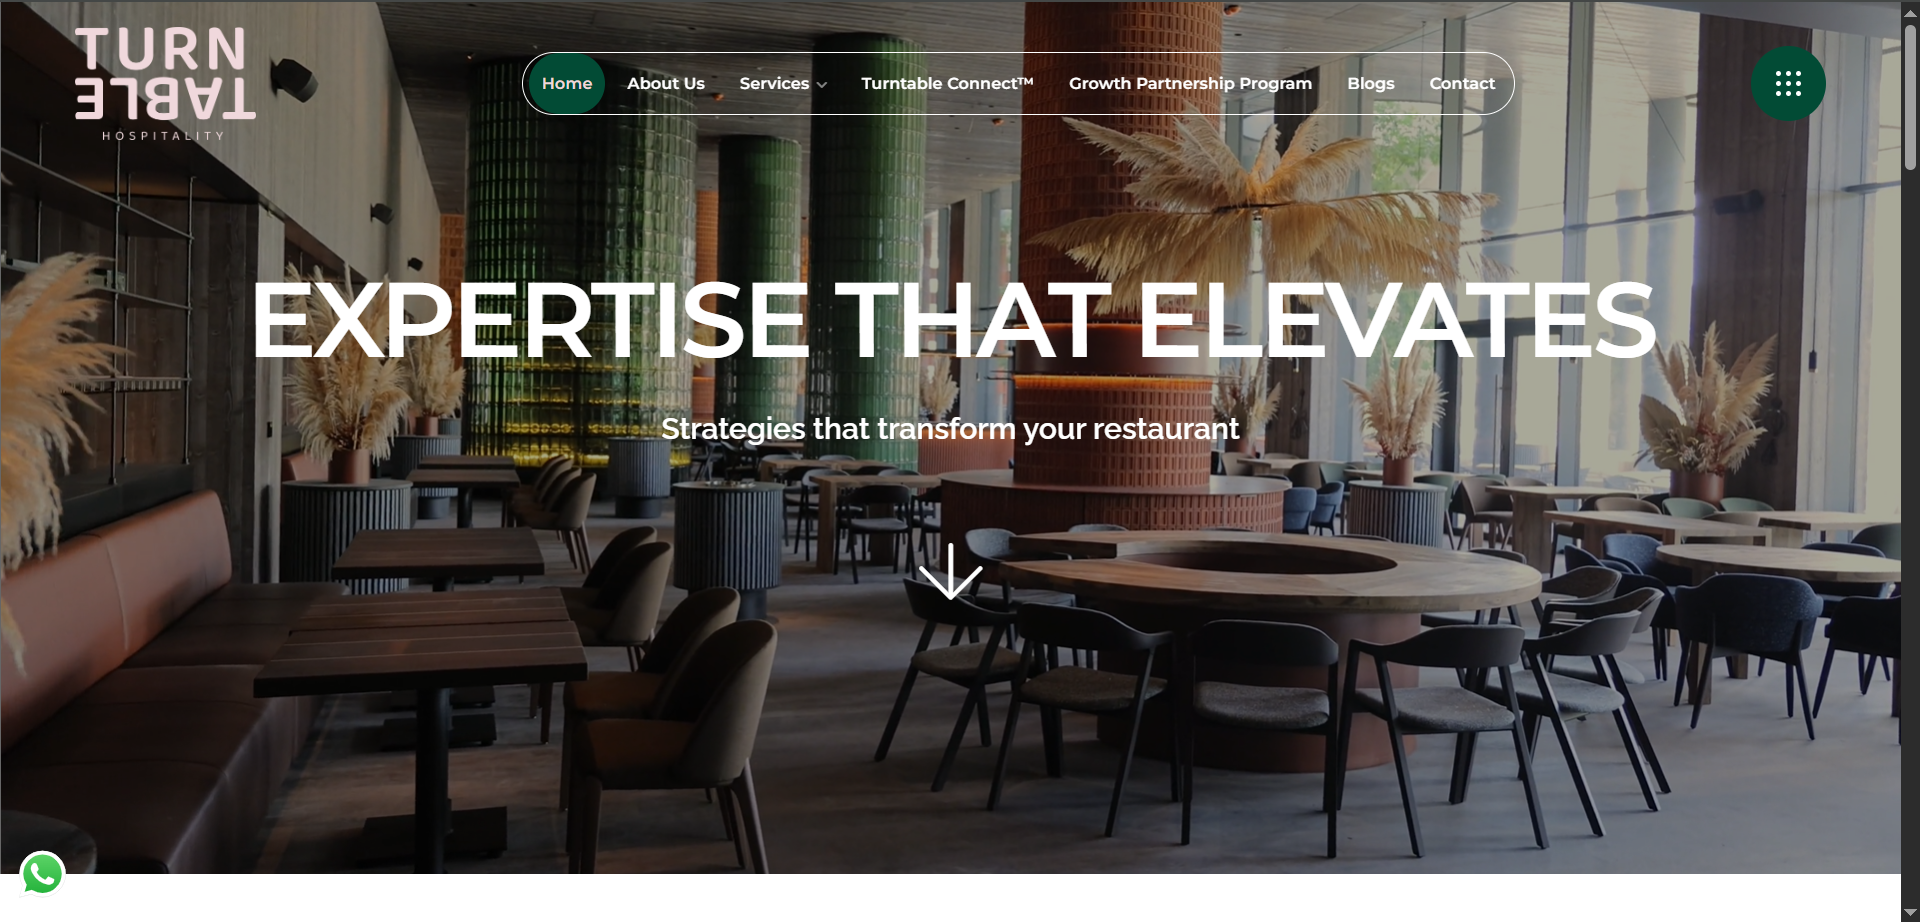 TURN
TABLE
HOSPITALITY
Home About Us Services Turntable Connect™ Growth Partnership Program Blogs Contact
EXPERTISE THAT ELEVATES
Strategies that transform your restaurant